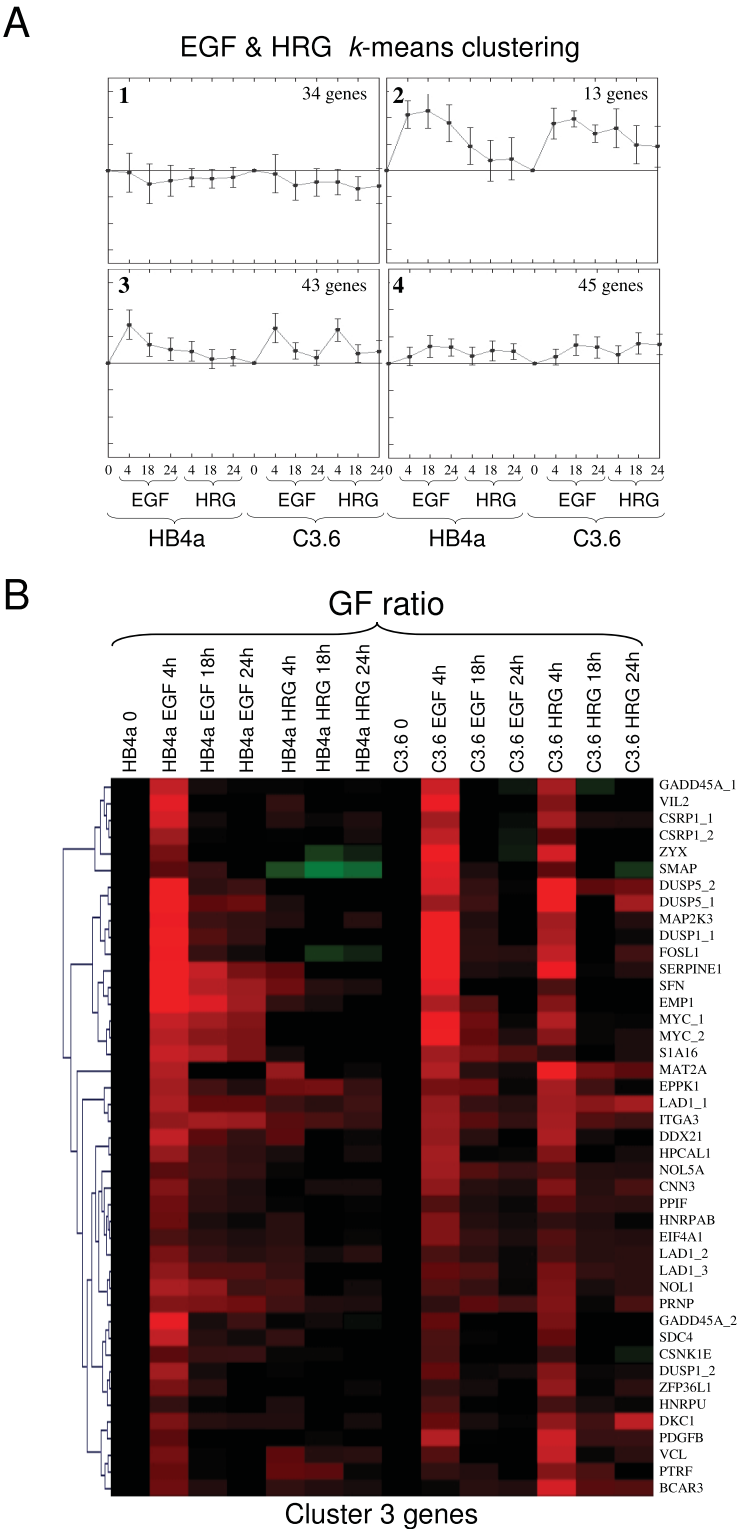 A
EGF & HRG k-means clustering
1 34 genes
2 13 genes
3 43 genes
4 45 genes
0 4 18 24 4 18 24 0 4 18 24 4 18 24 0 4 18 24 4 18 24 0 4 18 24 4 18 24
EGF HRG EGF HRG EGF HRG EGF HRG
HB4a C3.6 HB4a C3.6
B
GF ratio
HB4a 0
HB4a EGF 4h
HB4a EGF 18h
HB4a EGF 24h
HB4a HRG 4h
HB4a HRG 18h
HB4a HRG 24h
C3.6 0
C3.6 EGF 4h
C3.6 EGF 18h
C3.6 EGF 24h
C3.6 HRG 4h
C3.6 HRG 18h
C3.6 HRG 24h
GADD45A_1
VIL2
CSRP1_1
CSRP1_2
ZYX
SMAP
DUSP5_2
DUSP5_1
MAP2K3
DUSP1_1
FOSL1
SERPINE1
SFN
EMP1
MYC_1
MYC_2
S1A16
MAT2A
EPPK1
LAD1_1
ITGA3
DDX21
HPCAL1
NOL5A
CNN3
PPIF
HNRPAB
EIF4A1
LAD1_2
LAD1_3
NOL1
PRNP
GADD45A_2
SDC4
CSNK1E
DUSP1_2
ZFP36L1
HNRPU
DKC1
PDGFB
VCL
PTRF
BCAR3
Cluster 3 genes